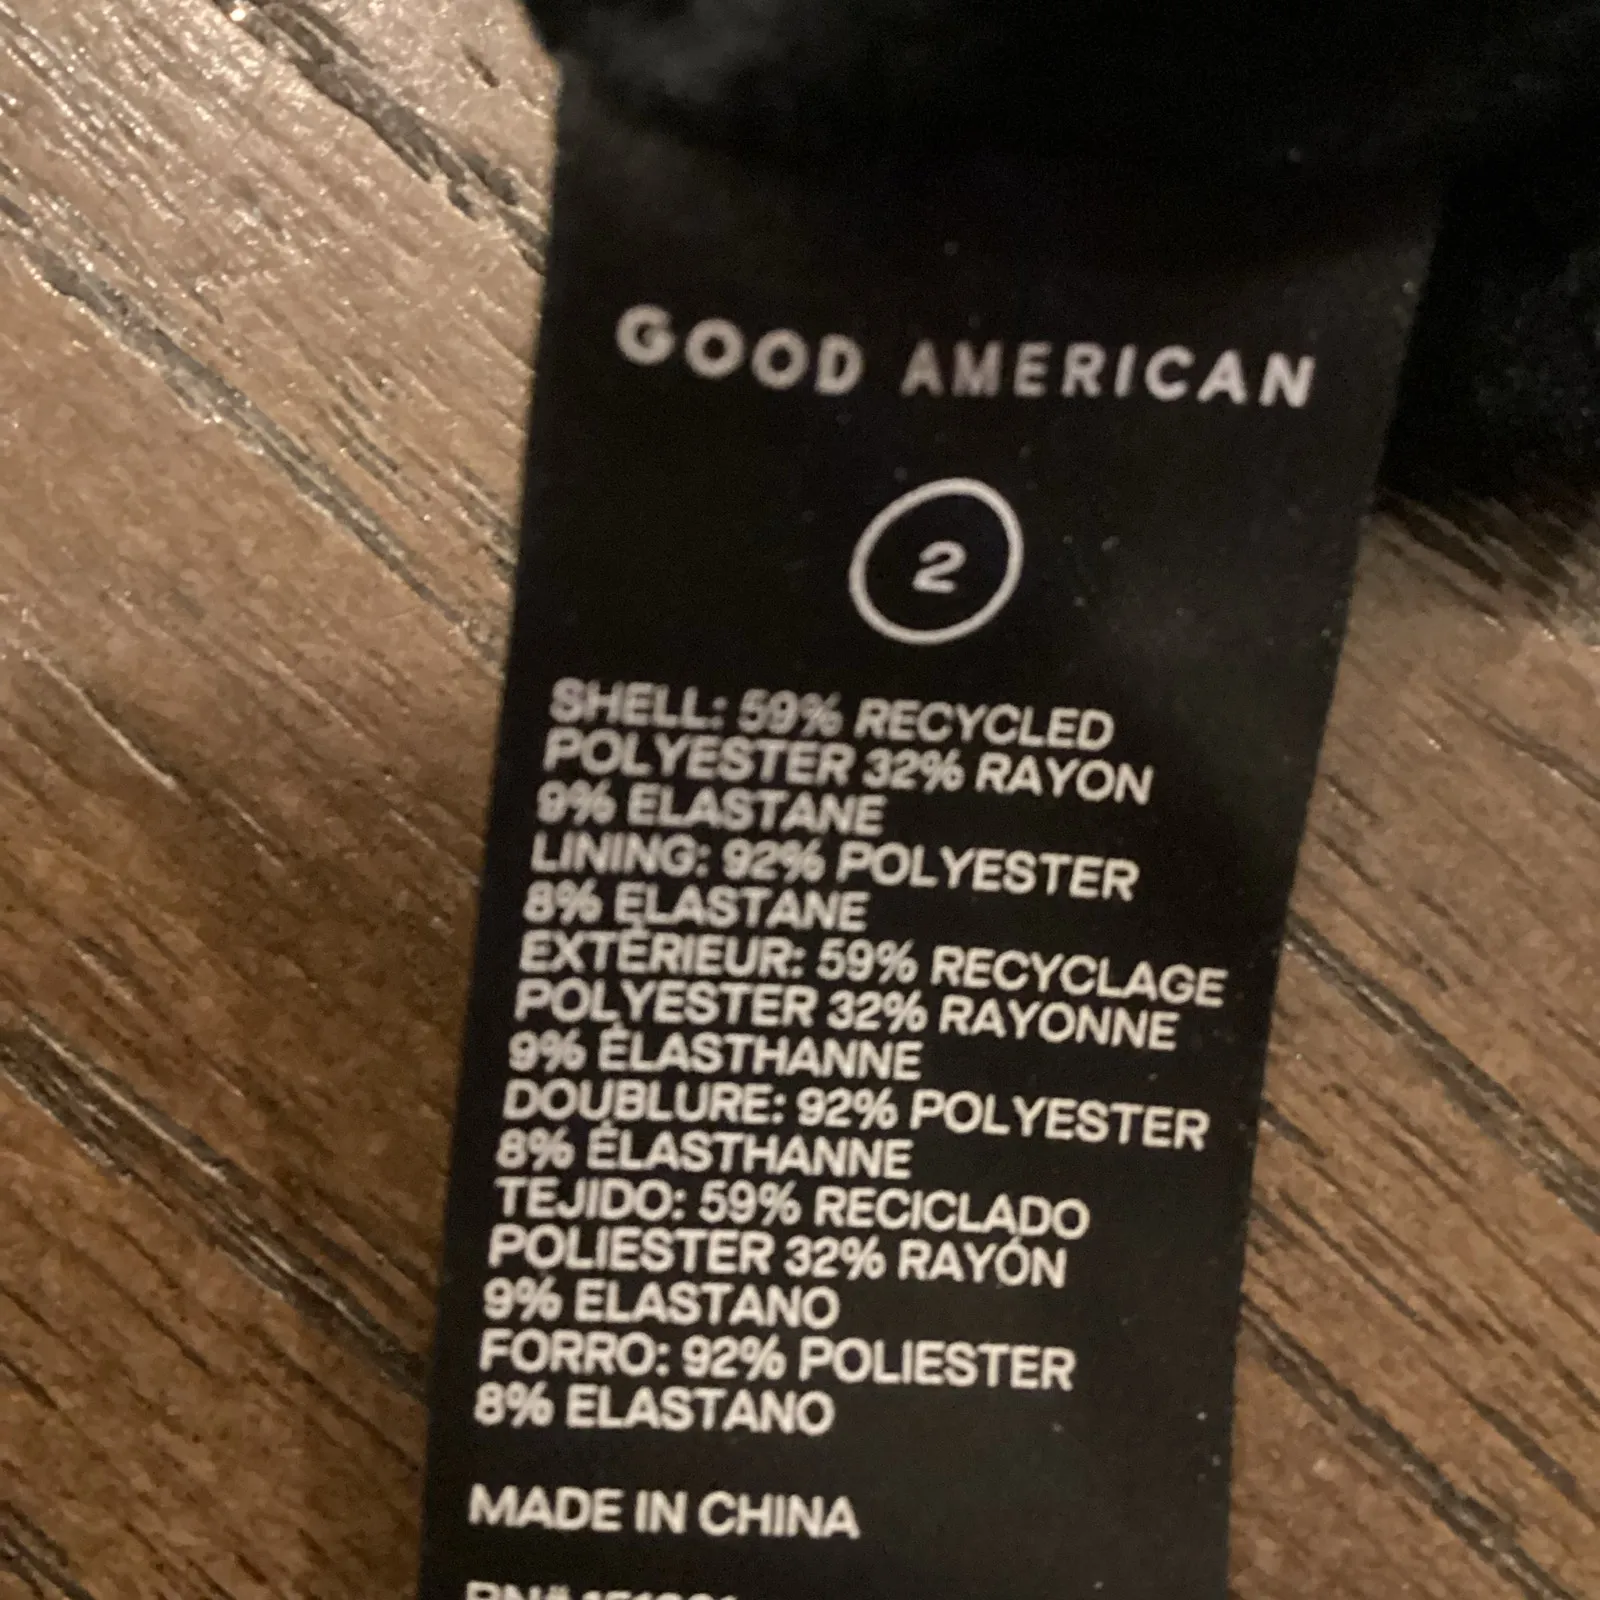 GOOD AMERICAN
2
SHELL: 59% RECYCLED
POLYESTER 32% RAYON
9% ELASTANE
LINING: 92% POLYESTER
8% ELASTANE
EXTÉRIEUR: 59% RECYCLAGE
POLYESTER 32% RAYONNE
9% ÉLASTHANNE
DOUBLURE: 92% POLYESTER
8% ÉLASTHANNE
TEJIDO: 59% RECICLADO
POLIESTER 32% RAYÓN
9% ELASTANO
FORRO: 92% POLIESTER
8% ELASTANO
MADE IN CHINA